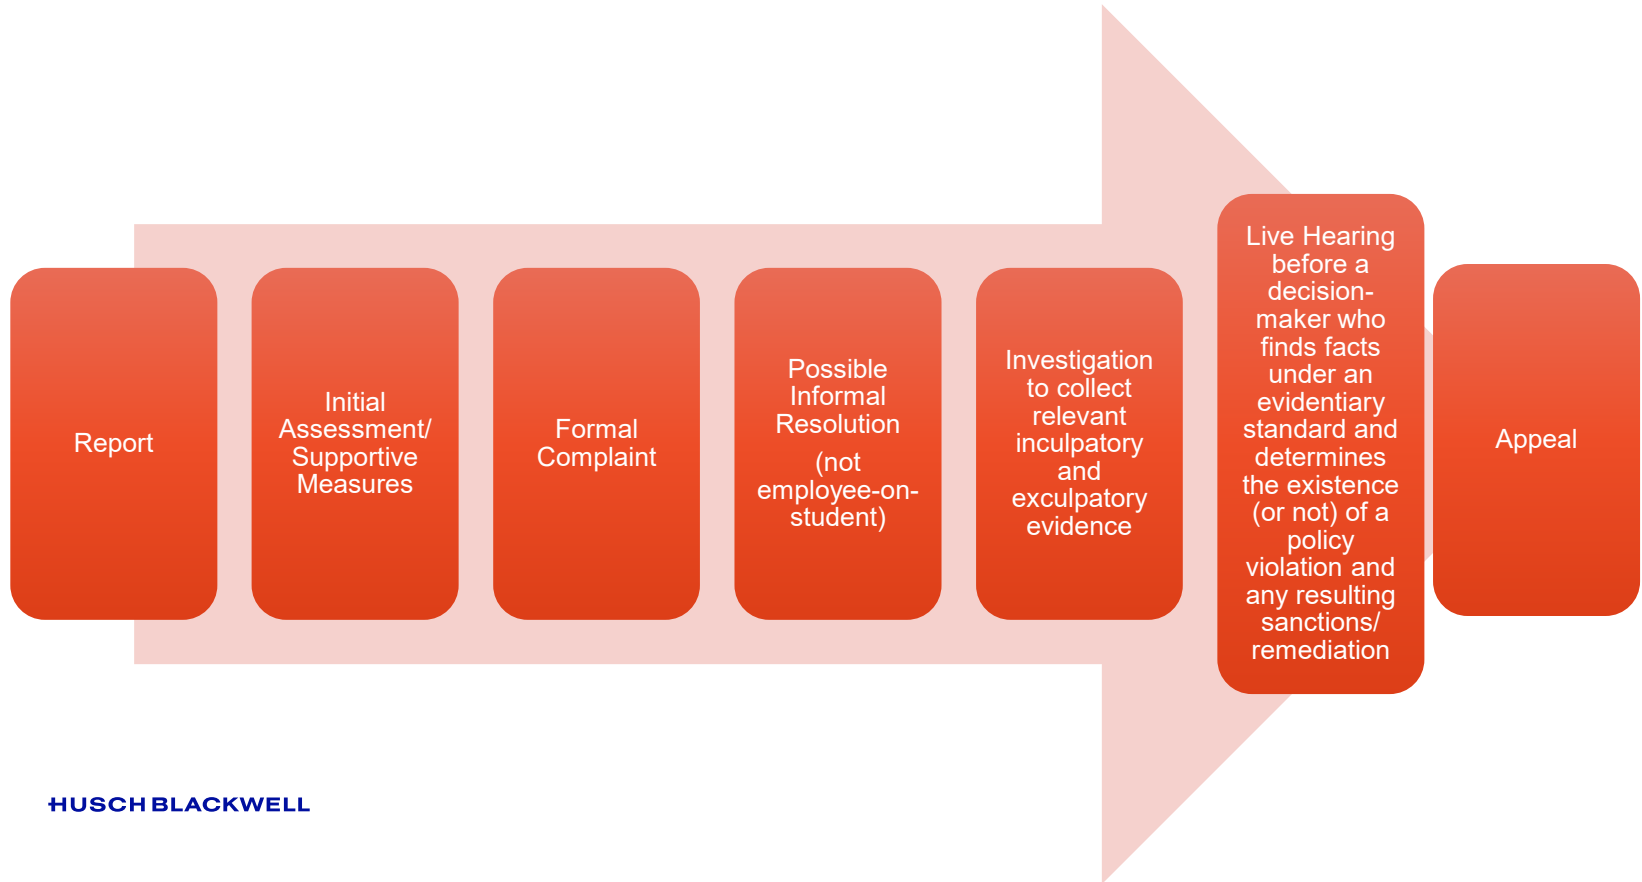 Report
Initial
Assessment/
Supportive
Measures
Formal
Complaint
Possible
Informal
Resolution
(not
employee-on-
student)
Investigation
to collect
relevant
inculpatory
and
exculpatory
evidence
Live Hearing
before a
decision-
maker who
finds facts
under an
evidentiary
standard and
determines
the existence
(or not) of a
policy
violation and
any resulting
sanctions/
remediation
Appeal
HUSCH BLACKWELL